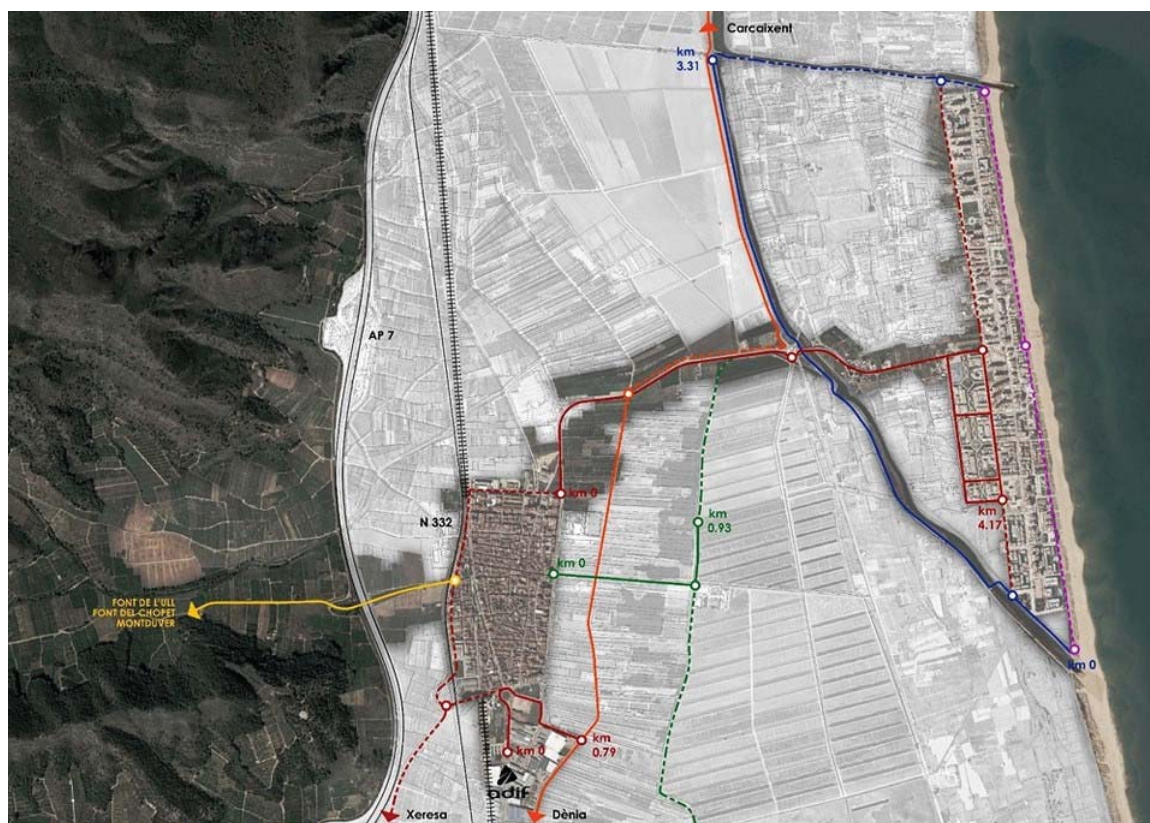 Carcaixent
km
3.31
AP 7
N 332
km 0
km
0.93
km
4.17
km 0
FONT DE L'ULL
FONT DEL CHOPET
MONTDUVER
km 0
km
0.79
km 0
adif
Xeresa
Dènia